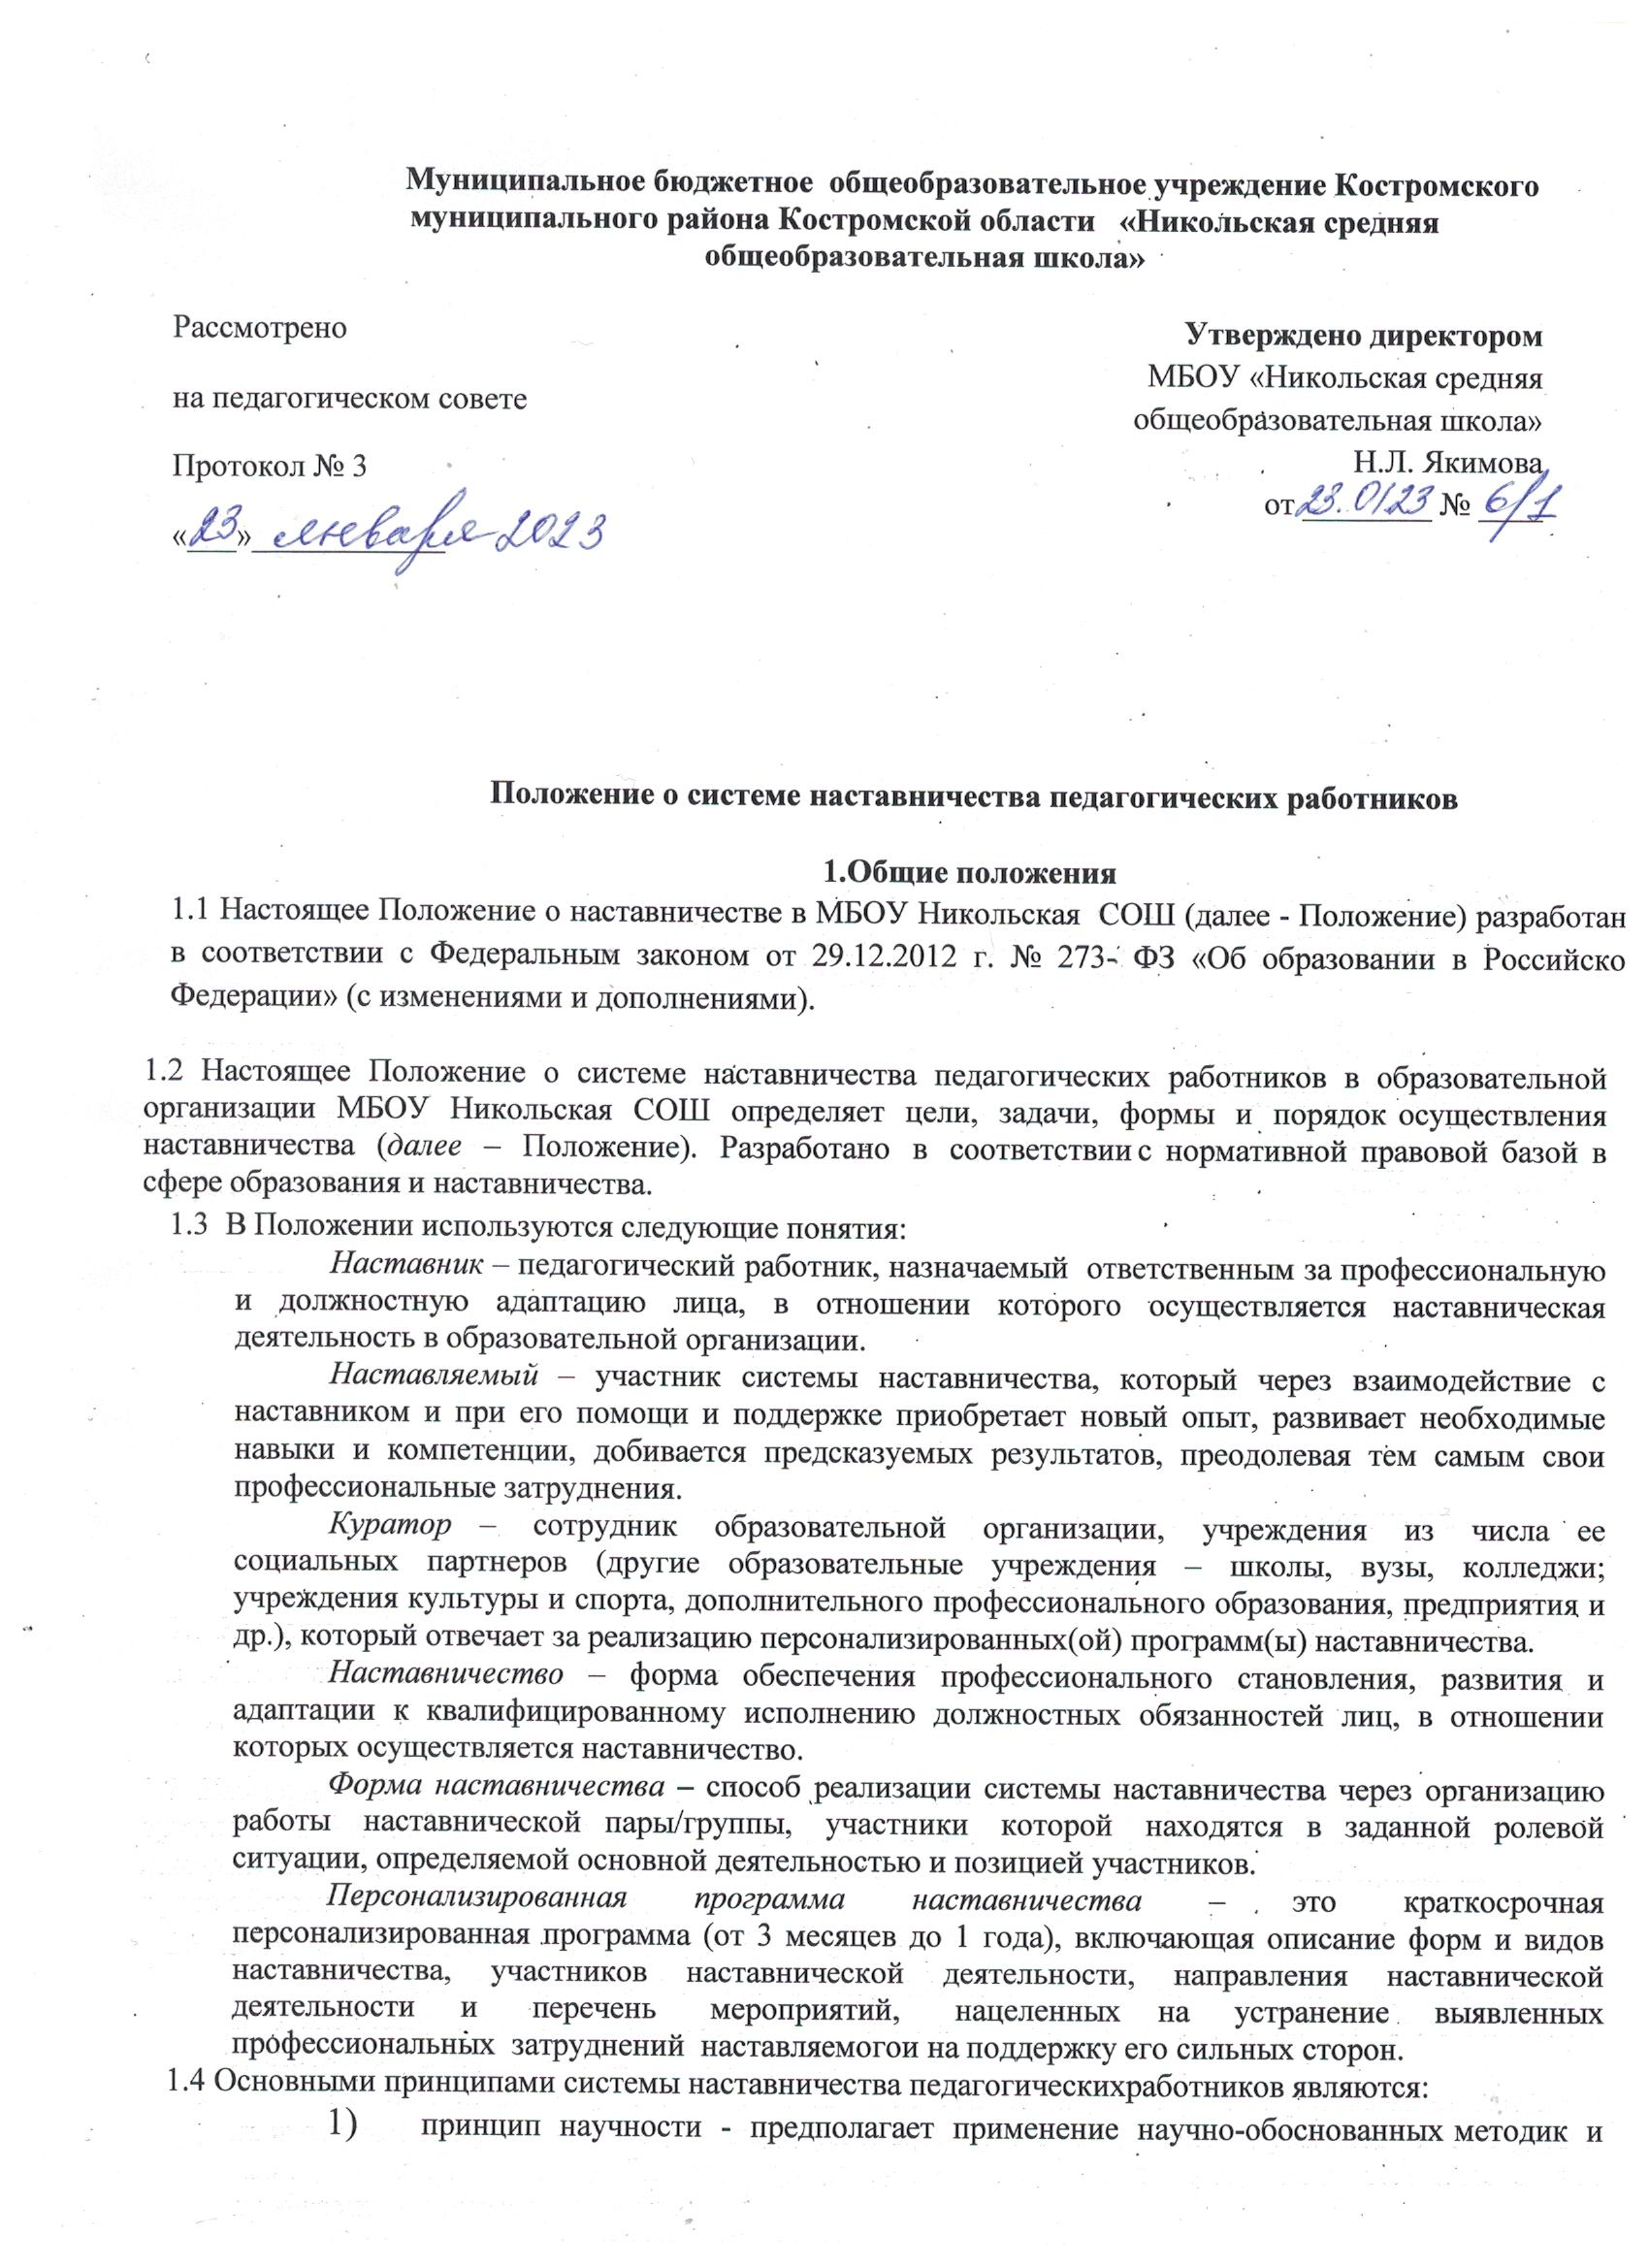 Муниципальное бюджетное общеобразовательное учреждение Костромского
муниципального района Костромской области «Никольская средняя
общеобразовательная школа»
Рассмотрено
на педагогическом совете
Протокол № 3
«23» января 2023
Утверждено директором
МБОУ «Никольская средняя
общеобразовательная школа»
Н.Л. Якимова
от 23.0123 № 6/1
Положение о системе наставничества педагогических работников
1.Общие положения
1.1 Настоящее Положение о наставничестве в МБОУ Никольская СОШ (далее - Положение) разработан
в соответствии с Федеральным законом от 29.12.2012 г. № 273- ФЗ «Об образовании в Российско
Федерации» (с изменениями и дополнениями).
1.2 Настоящее Положение о системе наставничества педагогических работников в образовательной
организации МБОУ Никольская СОШ определяет цели, задачи, формы и порядок осуществления
наставничества (далее – Положение). Разработано в соответствии с нормативной правовой базой в
сфере образования и наставничества.
1.3 В Положении используются следующие понятия:
Наставник – педагогический работник, назначаемый ответственным за профессиональную
и должностную адаптацию лица, в отношении которого осуществляется наставническая
деятельность в образовательной организации.
Наставляемый – участник системы наставничества, который через взаимодействие с
наставником и при его помощи и поддержке приобретает новый опыт, развивает необходимые
навыки и компетенции, добивается предсказуемых результатов, преодолевая тем самым свои
профессиональные затруднения.
Куратор – сотрудник образовательной организации, учреждения из числа ее
социальных партнеров (другие образовательные учреждения – школы, вузы, колледжи;
учреждения культуры и спорта, дополнительного профессионального образования, предприятия и
др.), который отвечает за реализацию персонализированных(ой) программ(ы) наставничества.
Наставничество – форма обеспечения профессионального становления, развития и
адаптации к квалифицированному исполнению должностных обязанностей лиц, в отношении
которых осуществляется наставничество.
Форма наставничества – способ реализации системы наставничества через организацию
работы наставнической пары/группы, участники которой находятся в заданной ролевой
ситуации, определяемой основной деятельностью и позицией участников.
Персонализированная программа наставничества – это краткосрочная
персонализированная программа (от 3 месяцев до 1 года), включающая описание форм и видов
наставничества, участников наставнической деятельности, направления наставнической
деятельности и перечень мероприятий, нацеленных на устранение выявленных
профессиональных затруднений наставляемогои на поддержку его сильных сторон.
1.4 Основными принципами системы наставничества педагогическихработников являются:
1) принцип научности - предполагает применение научно-обоснованных методик и